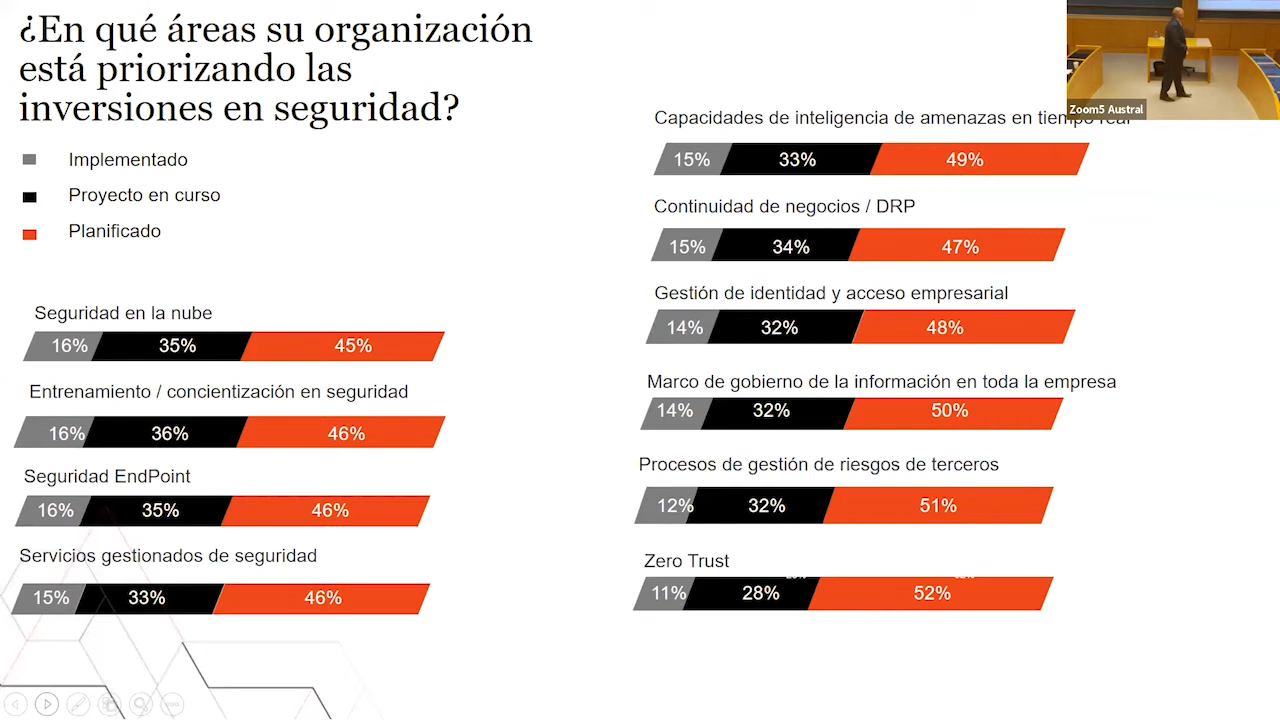 ¿En qué áreas su organización
está priorizando las
inversiones en seguridad?
Implementado
Proyecto en curso
Planificado
Seguridad en la nube
16% 35% 45%
Entrenamiento / concientización en seguridad
16% 36% 46%
Seguridad EndPoint
16% 35% 46%
Servicios gestionados de seguridad
15% 33% 46%
Zoom5 Austral
Capacidades de inteligencia de amenazas en tiempo real
15% 33% 49%
Continuidad de negocios / DRP
15% 34% 47%
Gestión de identidad y acceso empresarial
14% 32% 48%
Marco de gobierno de la información en toda la empresa
14% 32% 50%
Procesos de gestión de riesgos de terceros
12% 32% 51%
Zero Trust
11% 28% 52%